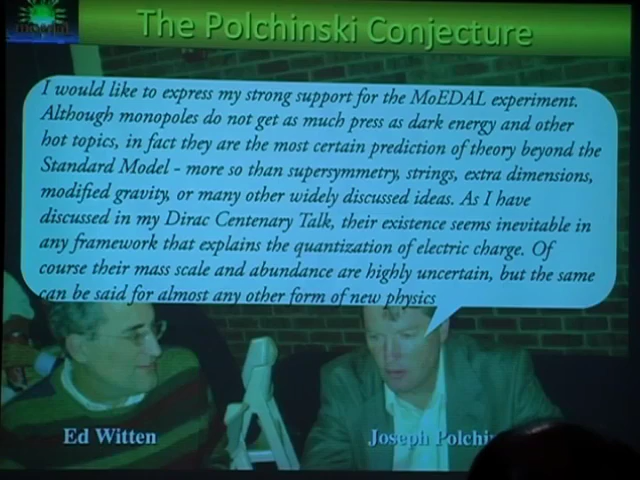 The Polchinski Conjecture
I would like to express my strong support for the MoEDAL experiment.
Although monopoles do not get as much press as dark energy and other
hot topics, in fact they are the most certain prediction of theory beyond the
Standard Model - more so than supersymmetry, strings, extra dimensions,
modified gravity, or many other widely discussed ideas. As I have
discussed in my Dirac Centenary Talk, their existence seems inevitable in
any framework that explains the quantization of electric charge. Of
course their mass scale and abundance are highly uncertain, but the same
can be said for almost any other form of new physics
Ed Witten
Joseph